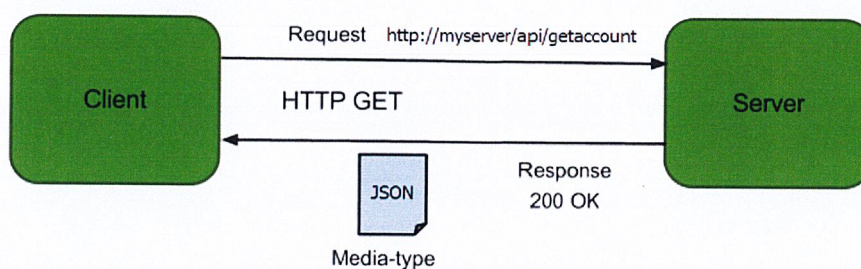 Request http://myserver/api/getaccount
Client
HTTP GET
Server
Response
200 OK
JSON
Media-type